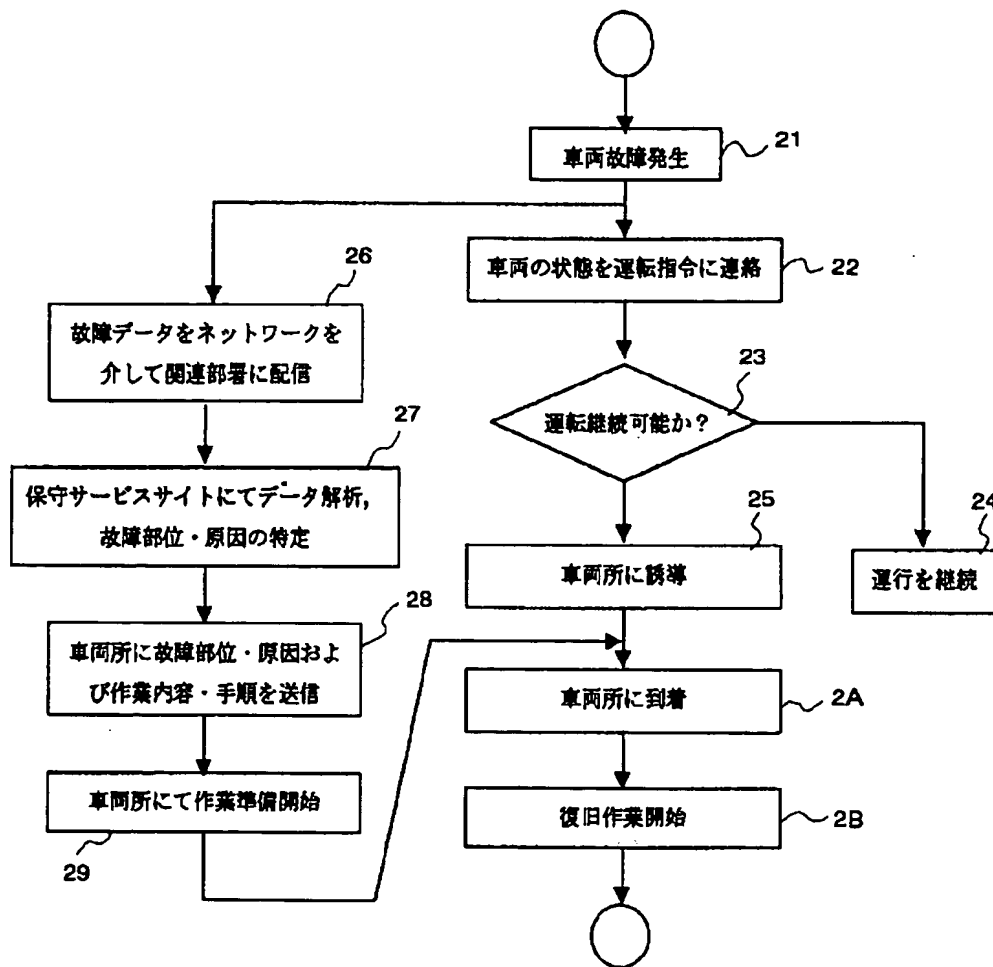 車両故障発生
21
車両の状態を運転指令に連絡
22
26
故障データをネットワークを
介して関連部署に配信
23
運転継続可能か？
27
保守サービスサイトにてデータ解析,
故障部位・原因の特定
25
車両所に誘導
24
運行を継続
28
車両所に故障部位・原因およ
び作業内容・手順を送信
車両所に到着
2A
車両所にて作業準備開始
29
復旧作業開始
2B